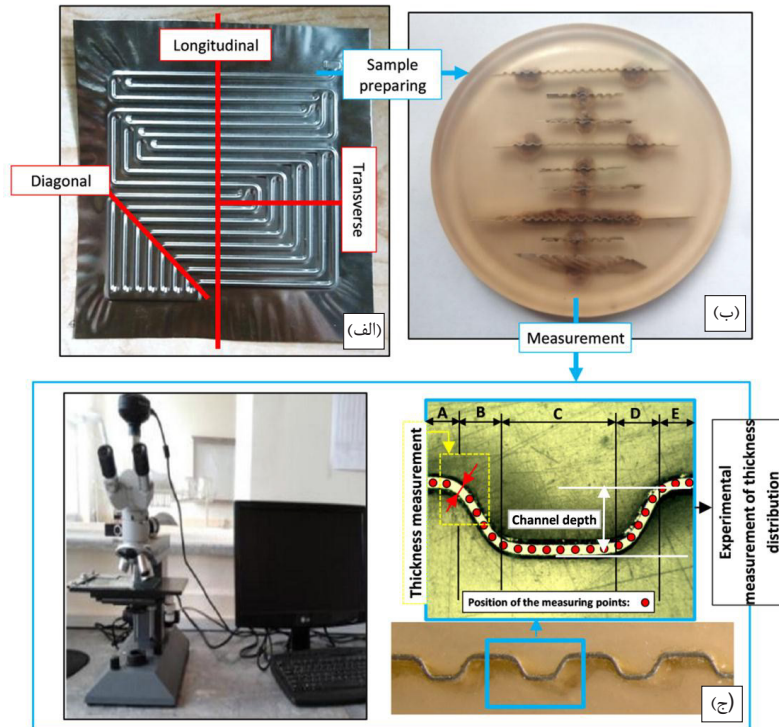 Longitudinal
Sample
preparing
Diagonal
Transverse
(الف)
(ب)
Measurement
A B C D E
Thickness measurement
Channel depth
Position of the measuring points:
Experimental
measurement of thickness
distribution
(ج)